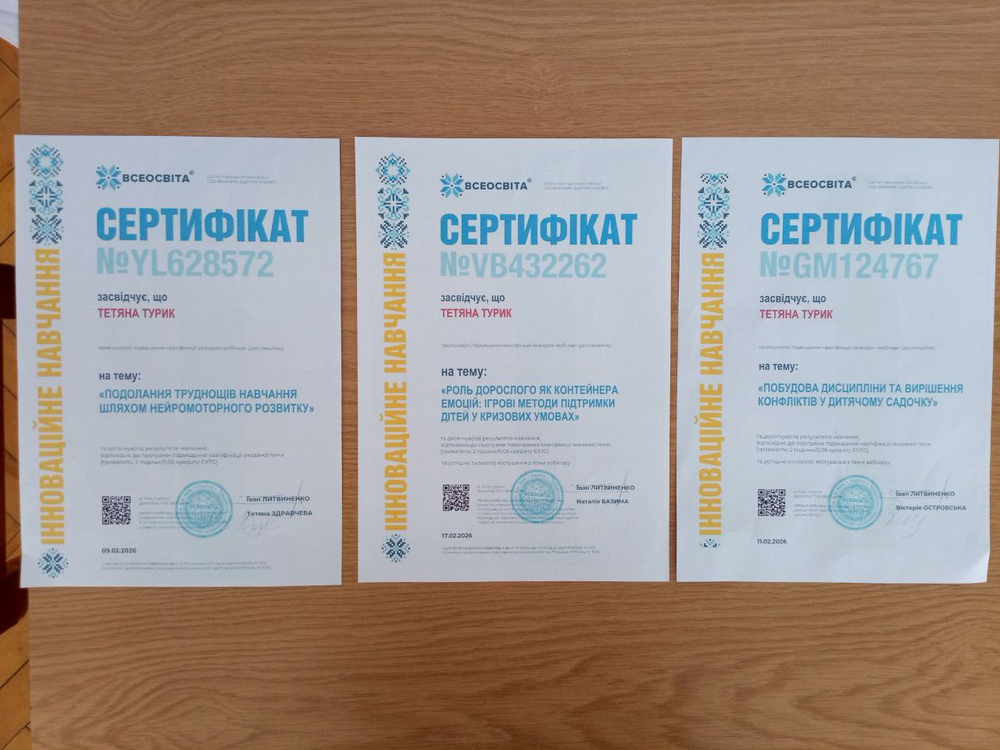 ІННОВАЦІЙНЕ НАВЧАННЯ
ВСЕОСВІТА©
СЕРТИФІКАТ
№YL628572
засвідчує, що
ТЕТЯНА ТУРИК
пройшов(ла) підвищення кваліфікації за видом «вебінар» (дистанційно)
на тему:
«ПОДОЛАННЯ ТРУДНОЩІВ НАВЧАННЯ
ШЛЯХОМ НЕЙРОМОТОРНОГО РОЗВИТКУ»
та досягнув(ла) результатів навчання,
відповідно до програми підвищення кваліфікації вказаної теми
[тривалість: 2 години/0,06 кредиту ЄКТС]
Іван ЛИТВИНЕНКО
Тетяна ЗДРАВЧЕВА
09.02.2026
ІННОВАЦІЙНЕ НАВЧАННЯ
ВСЕОСВІТА©
СЕРТИФІКАТ
№VB432262
засвідчує, що
ТЕТЯНА ТУРИК
пройшов(ла) підвищення кваліфікації за видом «вебінар» (дистанційно)
на тему:
«РОЛЬ ДОРОСЛОГО ЯК КОНТЕЙНЕРА
ЕМОЦІЙ: ІГРОВІ МЕТОДИ ПІДТРИМКИ
ДІТЕЙ У КРИЗОВИХ УМОВАХ»
та досягнув(ла) результатів навчання,
відповідно до програми підвищення кваліфікації вказаної теми
[тривалість: 2 години/0,06 кредиту ЄКТС]
та успішно склав(ла) тестування з теми вебінару
ВСЕОСВІТА
Іван ЛИТВИНЕНКО
Наталія БАЗИМА
17.02.2026
ІННОВАЦІЙНЕ НАВЧАННЯ
ВСЕОСВІТА©
СЕРТИФІКАТ
№GM124767
засвідчує, що
ТЕТЯНА ТУРИК
пройшов(ла) підвищення кваліфікації за видом «вебінар» (дистанційно)
на тему:
«ПОБУДОВА ДИСЦИПЛІНИ ТА ВИРІШЕННЯ
КОНФЛІКТІВ У ДИТЯЧОМУ САДОЧКУ»
та досягнув(ла) результатів навчання,
відповідно до програми підвищення кваліфікації вказаної теми
[тривалість: 2 години/0,06 кредиту ЄКТС]
та успішно склав(ла) тестування з теми вебінару
ВСЕОСВІТА
Іван ЛИТВИНЕНКО
Вікторія ОСТРОВСЬКА
11.02.2026